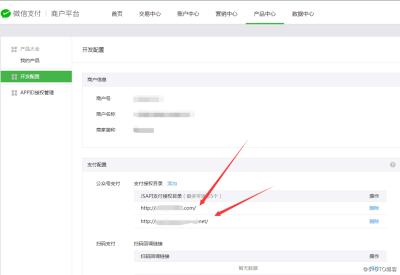 微信支付 | 商户平台
首页 交易中心 账户中心 营销中心 产品中心 数据中心
产品大全
我的产品
开发配置
APPID授权管理
开发配置
商户信息
商户号
商户名称
商家简称
支付配置
公众号支付 支付授权目录 添加
JSAPI支付授权目录 操作
http:// .com/ 删除
http:// net/ 删除
扫码支付 扫码回调链接
扫码回调链接 操作
暂无数据